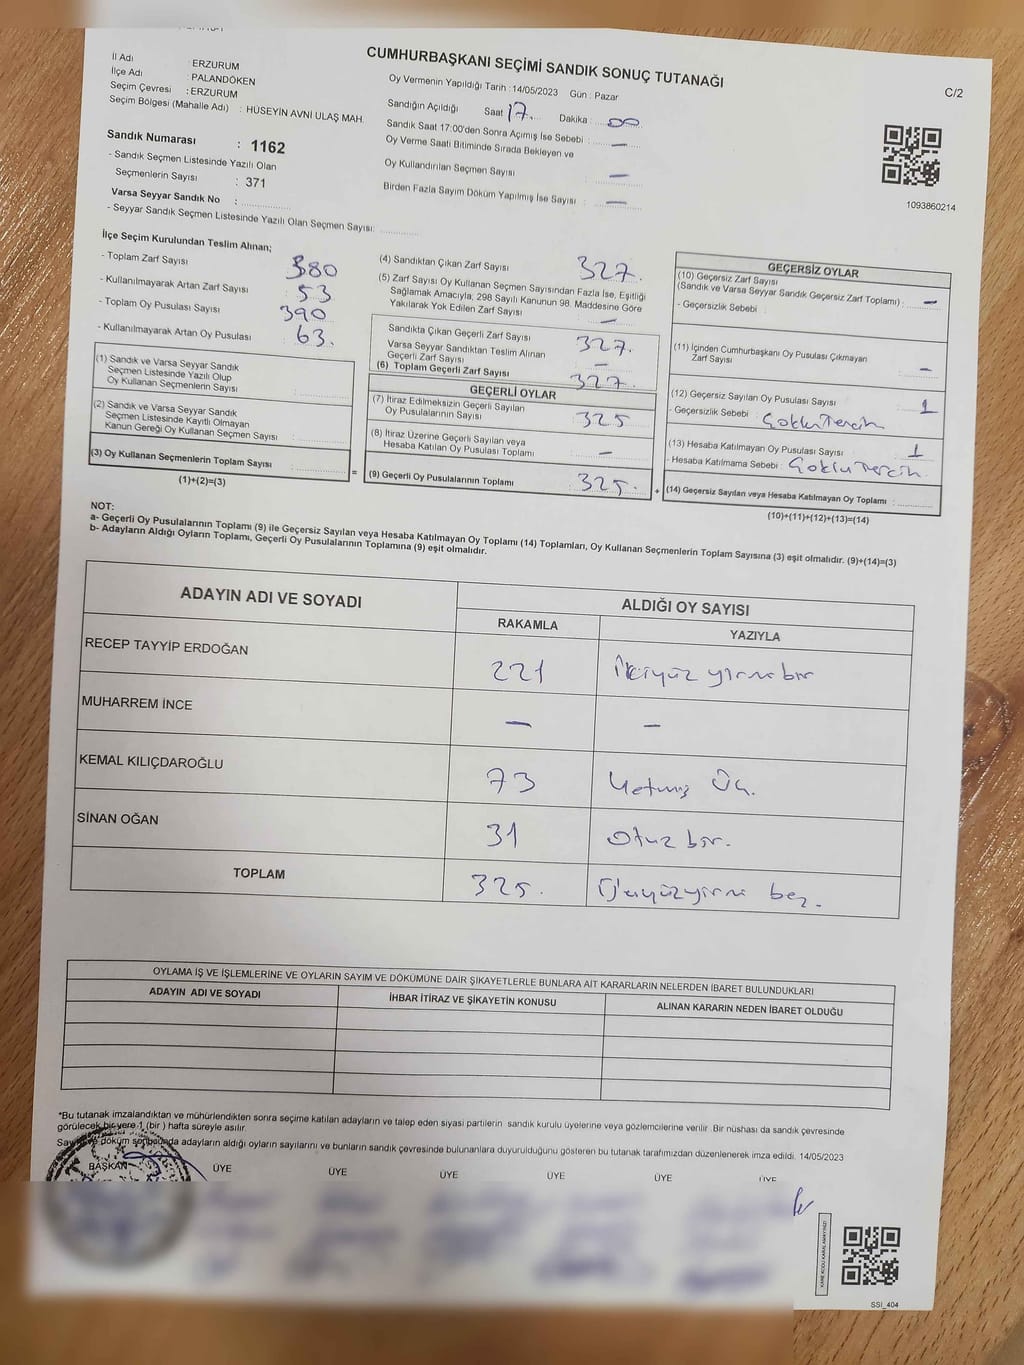 CUMHURBAŞKANI SEÇİMİ SANDIK SONUÇ TUTANAĞI
C/2
İl Adı : ERZURUM
İlçe Adı : PALANDÖKEN
Seçim Çevresi : ERZURUM
Seçim Bölgesi (Mahalle Adı) : HÜSEYİN AVNİ ULAŞ MAH.
Sandık Numarası : 1162
- Sandık Seçmen Listesinde Yazılı Olan
Seçmenlerin Sayısı : 371
Varsa Seyyar Sandık No :
- Seyyar Sandık Seçmen Listesinde Yazılı Olan Seçmen Sayısı:
Oy Vermenin Yapıldığı Tarih : 14/05/2023 Gün : Pazar
Sandığın Açıldığı Saat 17. Dakika : 00
Sandık Saat 17:00'den Sonra Açımış İse Sebebi : —
Oy Verme Saati Bitiminde Sırada Bekleyen ve
Oy Kullandırılan Seçmen Sayısı —
Birden Fazla Sayım Döküm Yapılmış İse Sayısı : —
1093860214
İlçe Seçim Kurulundan Teslim Alınan;
- Toplam Zarf Sayısı 380
- Kullanılmayarak Artan Zarf Sayısı 53
- Toplam Oy Pusulası Sayısı 390
- Kullanılmayarak Artan Oy Pusulası 63.
(1) Sandık ve Varsa Seyyar Sandık
Seçmen Listesinde Yazılı Olup
Oy Kullanan Seçmenlerin Sayısı
(2) Sandık ve Varsa Seyyar Sandık
Seçmen Listesinde Kayıtlı Olmayan
Kanun Gereği Oy Kullanan Seçmen Sayısı :
(3) Oy Kullanan Seçmenlerin Toplam Sayısı :
(1)+(2)=(3)
(4) Sandıktan Çıkan Zarf Sayısı 327.
(5) Zarf Sayısı Oy Kullanan Seçmen Sayısından Fazla İse, Eşitliği
Sağlamak Amacıyla; 298 Sayılı Kanunun 98. Maddesine Göre
Yakılarak Yok Edilen Zarf Sayısı : —
Sandıkta Çıkan Geçerli Zarf Sayısı 327.
Varsa Seyyar Sandıktan Teslim Alınan
Geçerli Zarf Sayısı —
(6) Toplam Geçerli Zarf Sayısı 327.
GEÇERLİ OYLAR
(7) İtiraz Edilmeksizin Geçerli Sayılan
Oy Pusulalarının Sayısı : 325
(8) İtiraz Üzerine Geçerli Sayılan veya
Hesaba Katılan Oy Pusulası Toplamı —
= (9) Geçerli Oy Pusulalarının Toplamı 325.
GEÇERSİZ OYLAR
(10) Geçersiz Zarf Sayısı
(Sandık ve Varsa Seyyar Sandık Geçersiz Zarf Toplamı) : —
- Geçersizlik Sebebi :
(11) İçinden Cumhurbaşkanı Oy Pusulası Çıkmayan
Zarf Sayısı —
(12) Geçersiz Sayılan Oy Pusulası Sayısı 1
- Geçersizlik Sebebi : Çoklu Tercih
(13) Hesaba Katılmayan Oy Pusulası Sayısı 1
- Hesaba Katılmama Sebebi : Çoklu Tercih.
+ (14) Geçersiz Sayılan veya Hesaba Katılmayan Oy Toplamı :
(10)+(11)+(12)+(13)=(14)
NOT:
a- Geçerli Oy Pusulalarının Toplamı (9) ile Geçersiz Sayılan veya Hesaba Katılmayan Oy Toplamı (14) Toplamları, Oy Kullanan Seçmenlerin Toplam Sayısına (3) eşit olmalıdır. (9)+(14)=(3)
b- Adayların Aldığı Oyların Toplamı, Geçerli Oy Pusulalarının Toplamına (9) eşit olmalıdır.
ADAYIN ADI VE SOYADI
ALDIĞI OY SAYISI
RAKAMLA YAZIYLA
RECEP TAYYİP ERDOĞAN 221 İkiyüz yirmi bir
MUHARREM İNCE — —
KEMAL KILIÇDAROĞLU 73 Yetmiş Üç.
SİNAN OĞAN 31 Otuz bir.
TOPLAM 325. Üçyüzyirmi beş.
OYLAMA İŞ VE İŞLEMLERİNE VE OYLARIN SAYIM VE DÖKÜMÜNE DAİR ŞİKAYETLERLE BUNLARA AİT KARARLARIN NELERDEN İBARET BULUNDUKLARI
ADAYIN ADI VE SOYADI İHBAR İTİRAZ VE ŞİKAYETİN KONUSU ALINAN KARARIN NEDEN İBARET OLDUĞU
*Bu tutanak imzalandıktan ve mühürlendikten sonra seçime katılan adayların ve talep eden siyasi partilerin sandık kurulu üyelerine veya gözlemcilerine verilir. Bir nüshası da sandık çevresinde
görülecek bir yere 1 (bir ) hafta süreyle asılır.
Sayım ve döküm sonucunda adayların aldığı oyların sayılarını ve bunların sandık çevresinde bulunanlara duyurulduğunu gösteren bu tutanak tarafımızdan düzenlenerek imza edildi. 14/05/2023
BAŞKAN ÜYE ÜYE ÜYE ÜYE ÜYE ÜYE
SSI_404